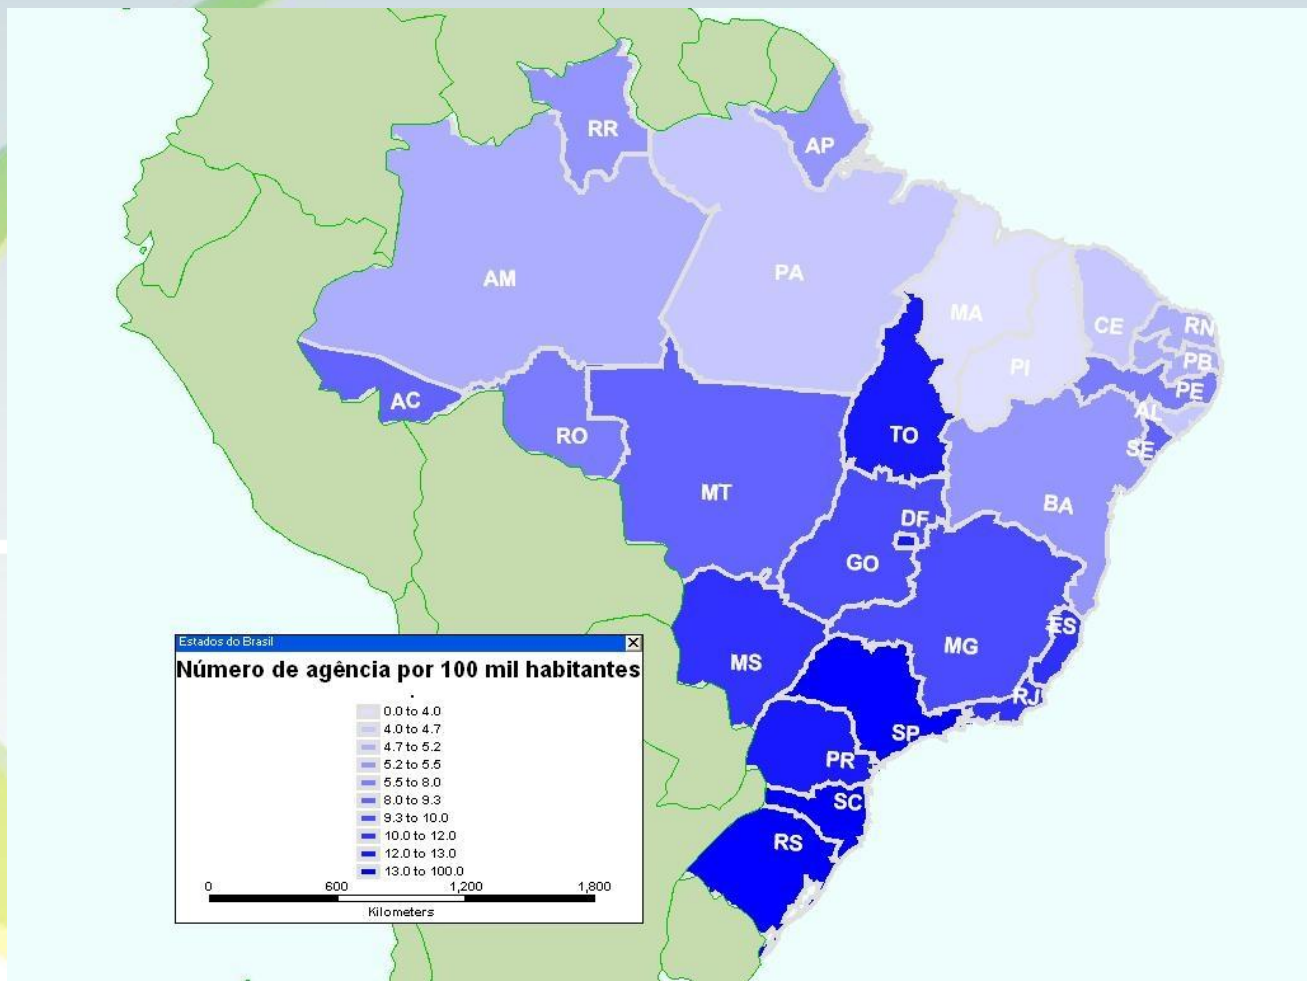 RR
AP
AM
PA
MA
CE
RN
PI
PB
PE
AC
AL
RO
TO
SE
MT
BA
DF
GO
ES
MG
MS
RJ
SP
PR
SC
RS
Estados do Brasil
Número de agência por 100 mil habitantes
.
0.0 to 4.0
4.0 to 4.7
4.7 to 5.2
5.2 to 5.5
5.5 to 8.0
8.0 to 9.3
9.3 to 10.0
10.0 to 12.0
12.0 to 13.0
13.0 to 100.0
0 600 1,200 1,800
Kilometers